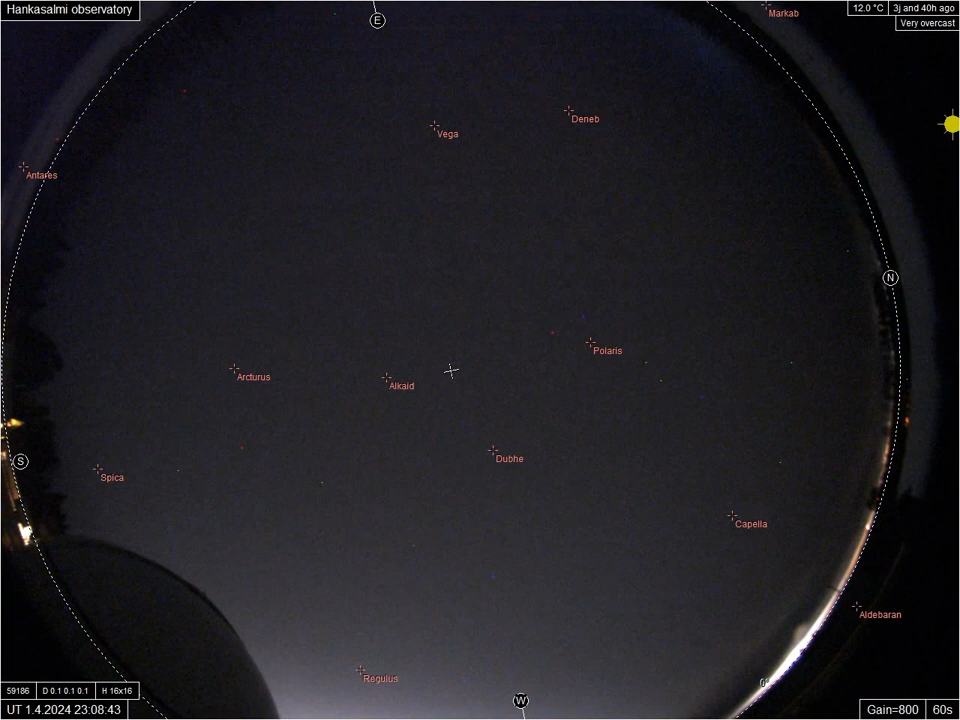 Hankasalmi observatory
E
Markab
12.0 °C
3j and 40h ago
Very overcast
Vega
Deneb
Antares
N
Polaris
Arcturus
Alkaid
S
Spica
Dubhe
Capella
Aldebaran
Regulus
0°
W
59186
D 0.1 0.1 0.1
H 16x16
UT 1.4.2024 23:08:43
Gain=800
60s